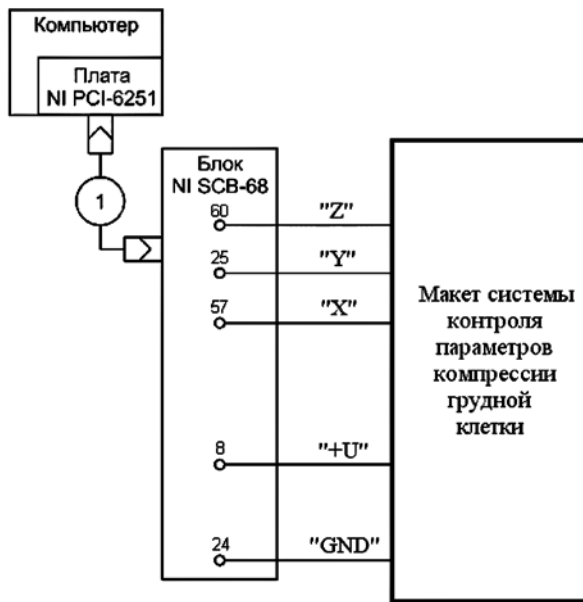 Компьютер
Плата
NI PCI-6251
1
Блок
NI SCB-68
60
"Z"
25
"Y"
57
"X"
8
"+U"
24
"GND"
Макет системы
контроля
параметров
компрессии
грудной
клетки